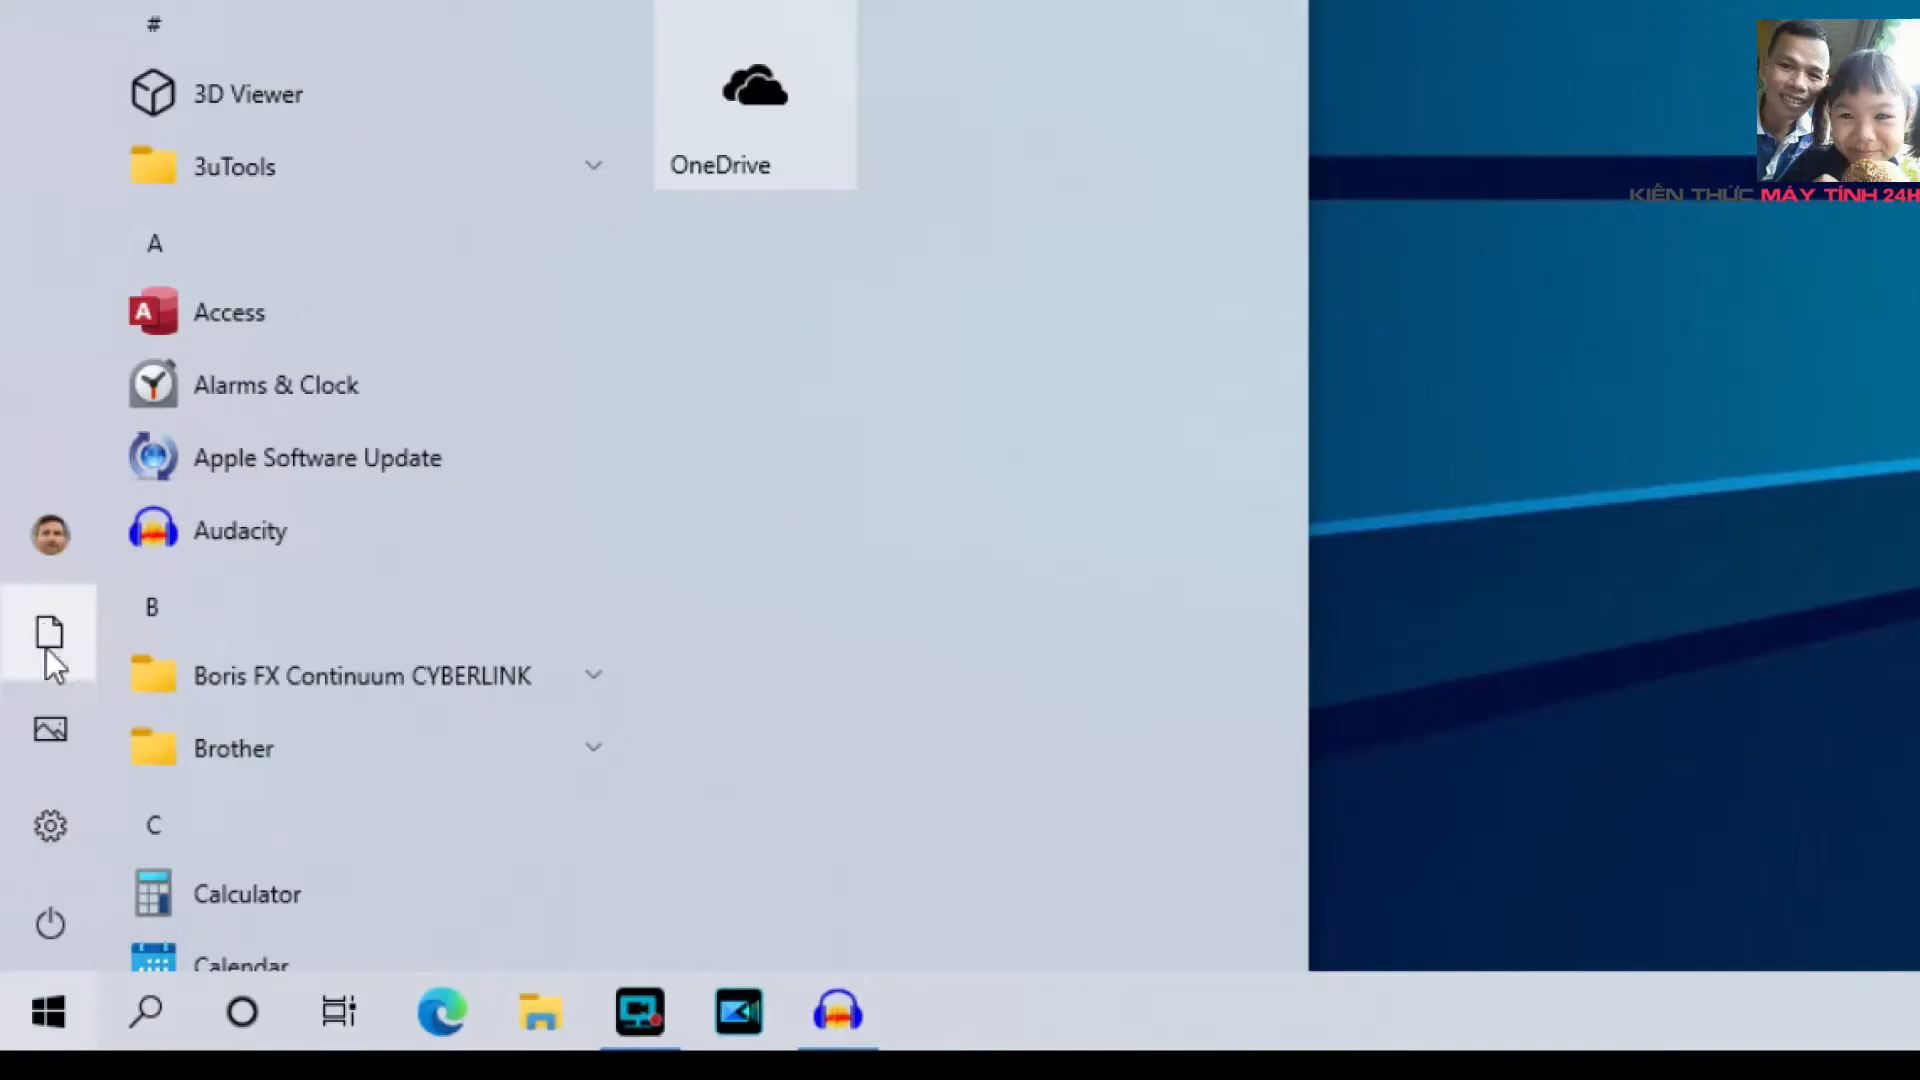 #
3D Viewer
3uTools
OneDrive
KIẾN THỨC MÁY TÍNH 24H
A
Access
Alarms & Clock
Apple Software Update
Audacity
B
Boris FX Continuum CYBERLINK
Brother
C
Calculator
Calendar